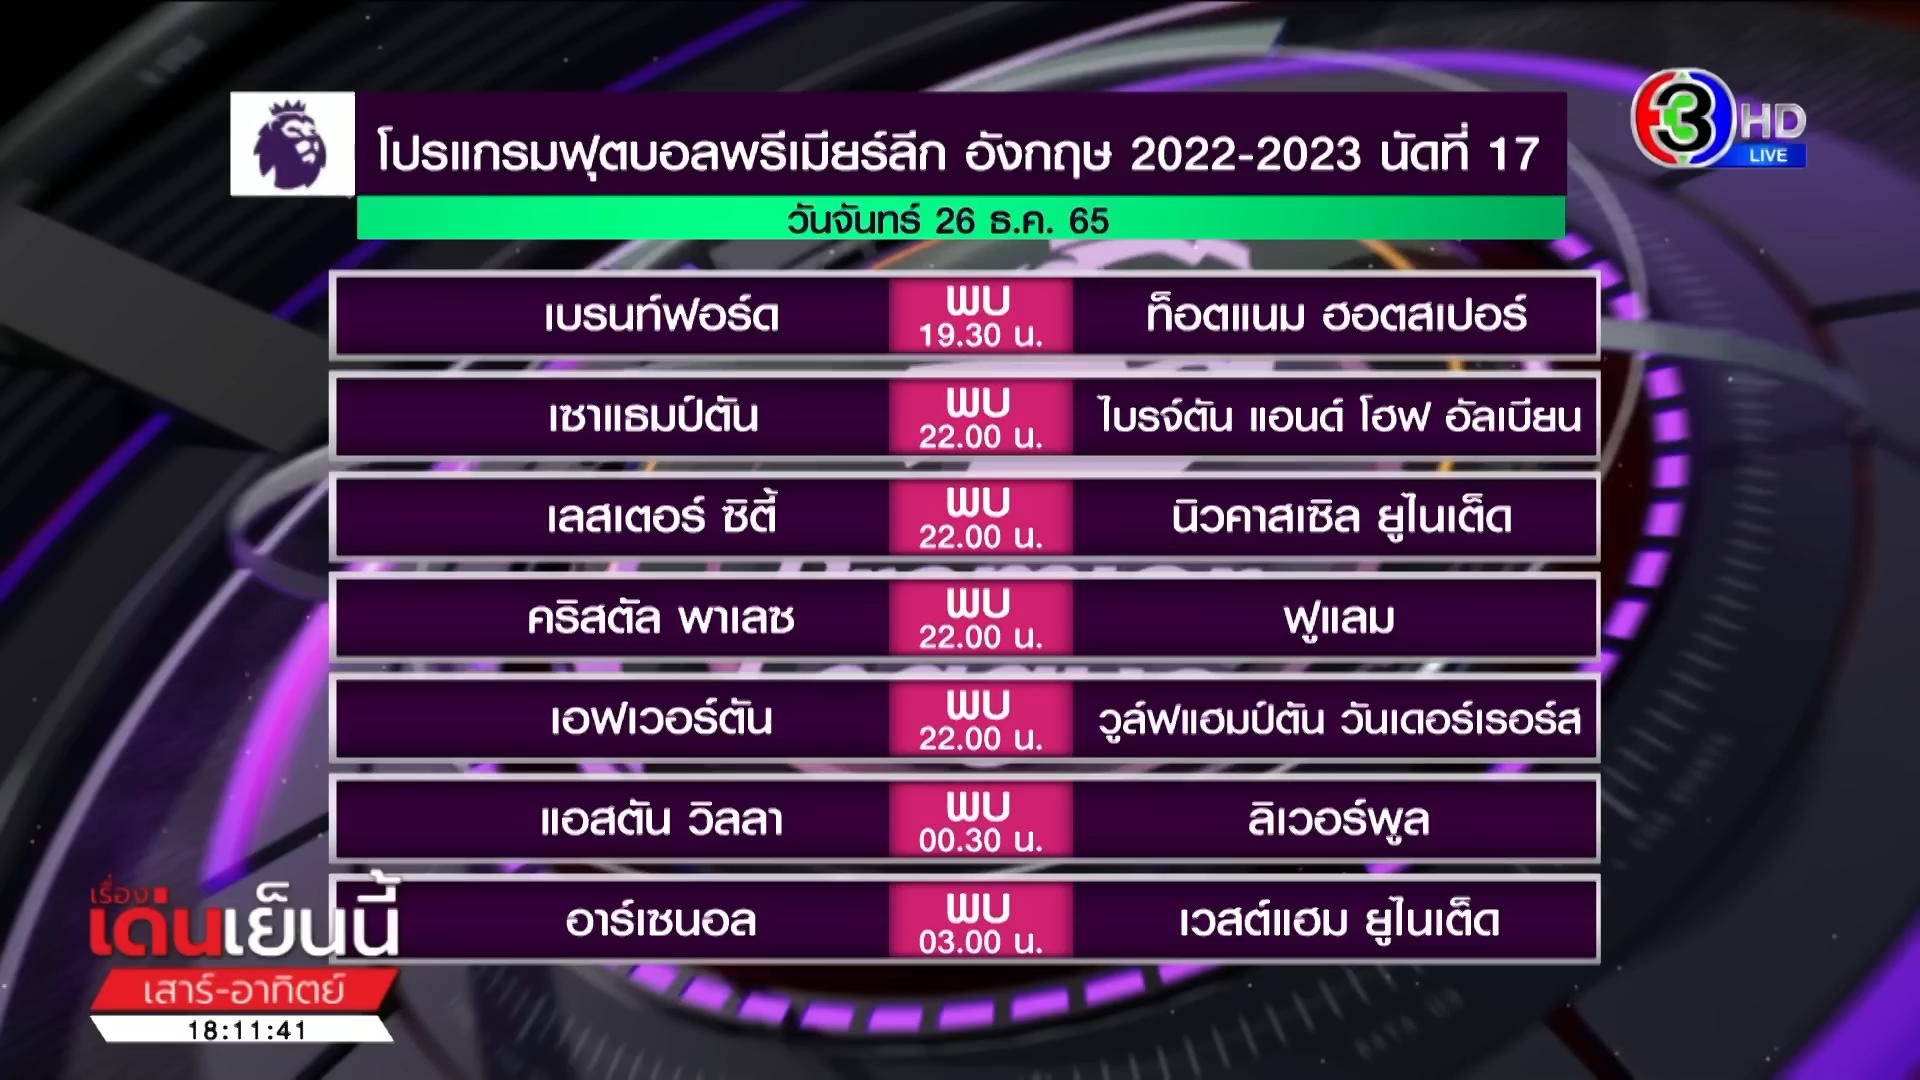 โปรแกรมฟุตบอลพรีเมียร์ลีก อังกฤษ 2022-2023 นัดที่ 17
3 HD
LIVE
วันจันทร์ 26 ธ.ค. 65
เบรนท์ฟอร์ด พบ ท็อตแนม ฮอตสเปอร์
19.30 น.
เซาแธมป์ตัน พบ ไบรจ์ตัน แอนด์ โฮฟ อัลเบียน
22.00 น.
เลสเตอร์ ซิตี้ พบ นิวคาสเซิล ยูไนเต็ด
22.00 น.
คริสตัล พาเลซ พบ ฟูแลม
22.00 น.
เอฟเวอร์ตัน พบ วูล์ฟแฮมป์ตัน วันเดอร์เรอร์ส
22.00 น.
แอสตัน วิลลา พบ ลิเวอร์พูล
00.30 น.
อาร์เซนอล พบ เวสต์แฮม ยูไนเต็ด
03.00 น.
เรื่อง
เด่นเย็นนี้
เสาร์-อาทิตย์
18:11:41